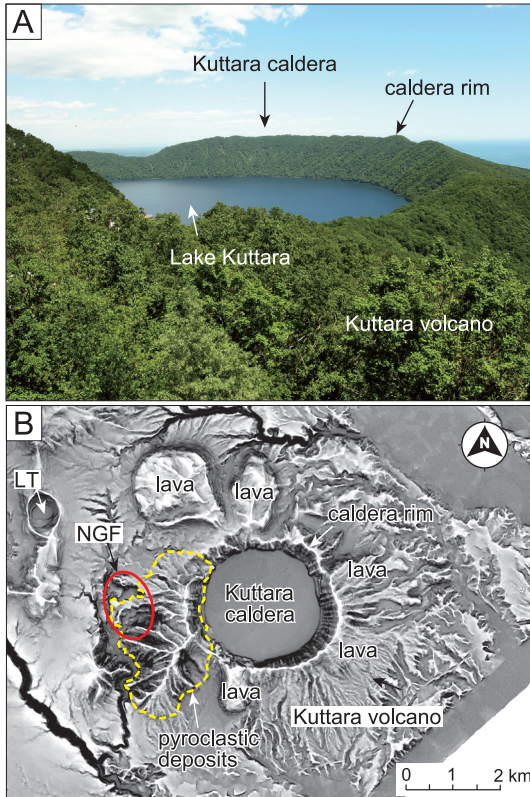 A
Kuttara caldera
caldera rim
Lake Kuttara
Kuttara volcano
B
N
LT
lava
lava
NGF
caldera rim
lava
Kuttara
caldera
lava
lava
Kuttara volcano
pyroclastic
deposits
0 1 2 km